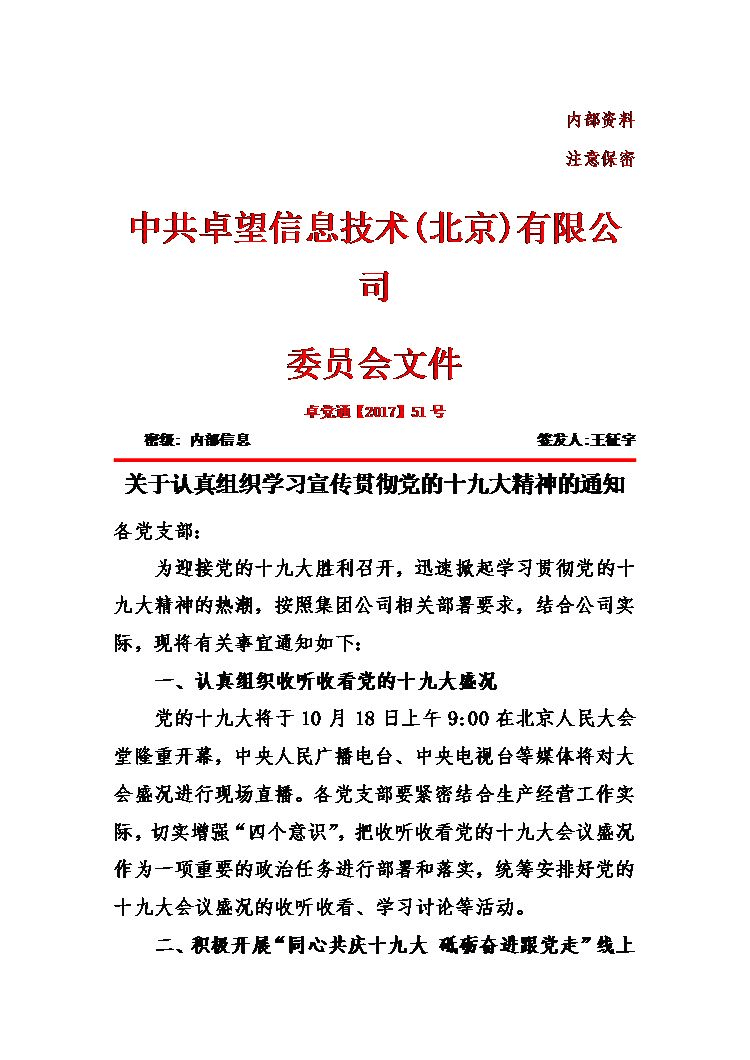 内部资料
注意保密
中共卓望信息技术(北京)有限公
司
委员会文件
卓党通【2017】51号
密级: 内部信息 签发人:王征宇
关于认真组织学习宣传贯彻党的十九大精神的通知
各党支部:
为迎接党的十九大胜利召开，迅速掀起学习贯彻党的十
九大精神的热潮，按照集团公司相关部署要求，结合公司实
际，现将有关事宜通知如下:
一、认真组织收听收看党的十九大盛况
党的十九大将于 10 月 18 日上午 9:00 在北京人民大会
堂隆重开幕，中央人民广播电台、中央电视台等媒体将对大
会盛况进行现场直播。各党支部要紧密结合生产经营工作实
际，切实增强“四个意识”，把收听收看党的十九大会议盛况
作为一项重要的政治任务进行部署和落实，统筹安排好党的
十九大会议盛况的收听收看、学习讨论等活动。
二、积极开展“同心共庆十九大 砥砺奋进跟党走”线上